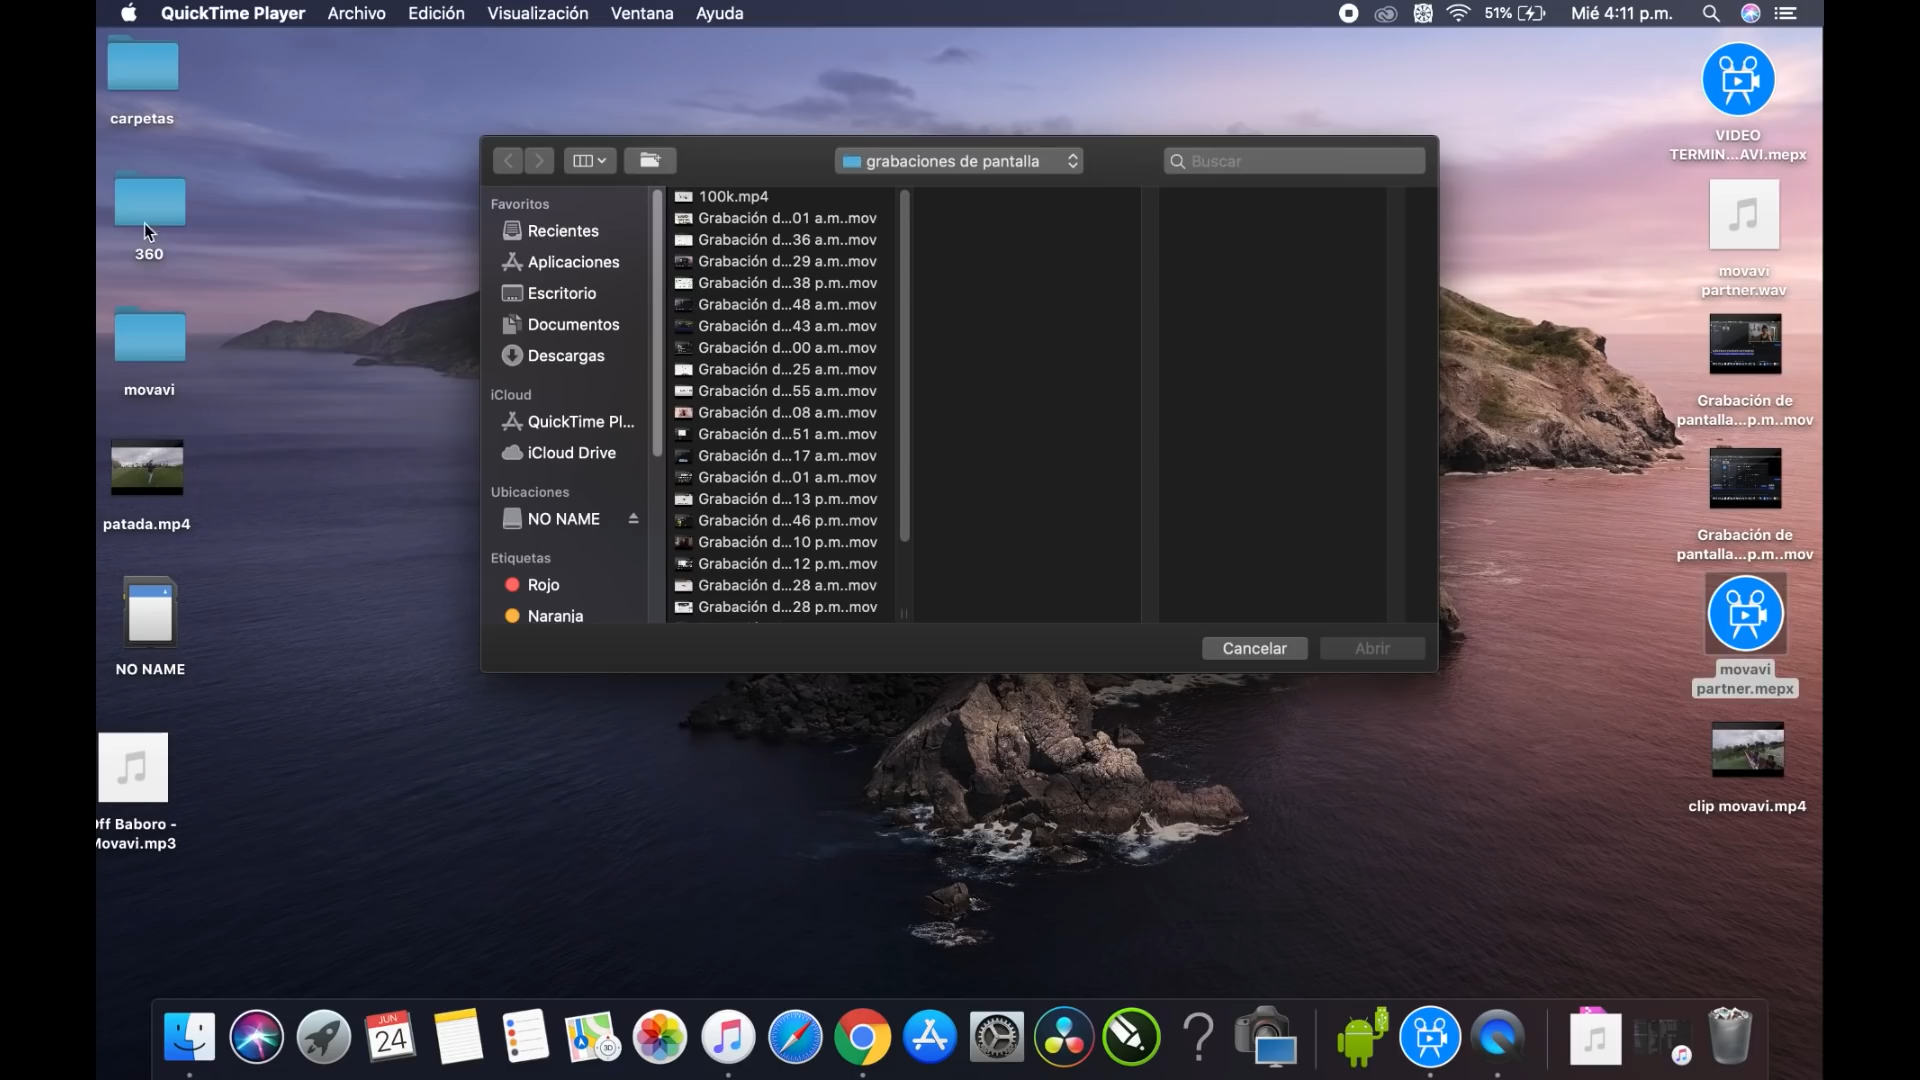 QuickTime Player Archivo Edición Visualización Ventana Ayuda 51% Mié 4:11 p.m.
carpetas
360
movavi
patada.mp4
NO NAME
ff Baboro -
Movavi.mp3
grabaciones de pantalla
Buscar
Favoritos
Recientes
Aplicaciones
Escritorio
Documentos
Descargas
iCloud
QuickTime Pl...
iCloud Drive
Ubicaciones
NO NAME
Etiquetas
Rojo
Naranja
100k.mp4
Grabación d...01 a.m..mov
Grabación d...36 a.m..mov
Grabación d...29 a.m..mov
Grabación d...38 p.m..mov
Grabación d...48 a.m..mov
Grabación d...43 a.m..mov
Grabación d...00 a.m..mov
Grabación d...25 a.m..mov
Grabación d...55 a.m..mov
Grabación d...08 a.m..mov
Grabación d...51 a.m..mov
Grabación d...17 a.m..mov
Grabación d...01 a.m..mov
Grabación d...13 p.m..mov
Grabación d...46 p.m..mov
Grabación d...10 p.m..mov
Grabación d...12 p.m..mov
Grabación d...28 a.m..mov
Grabación d...28 p.m..mov
Cancelar Abrir
VIDEO
TERMIN...AVI.mepx
movavi
partner.wav
Grabación de
pantalla...p.m..mov
Grabación de
pantalla...p.m..mov
movavi
partner.mepx
clip movavi.mp4
JUN
24
3D